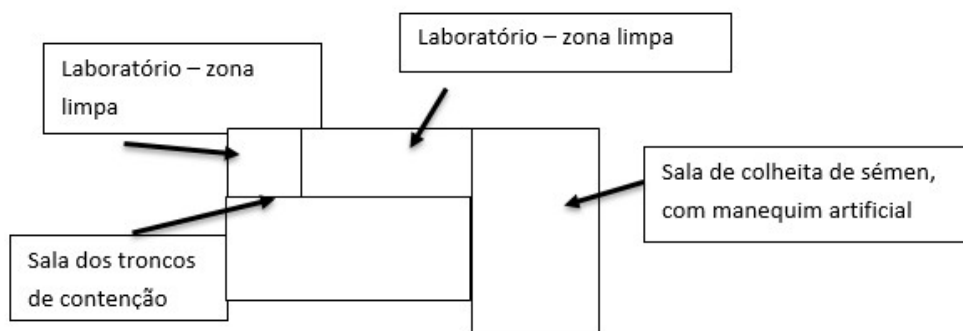 Laboratório – zona limpa
Laboratório – zona
limpa
Sala de colheita de sémen,
com manequim artificial
Sala dos troncos
de contenção